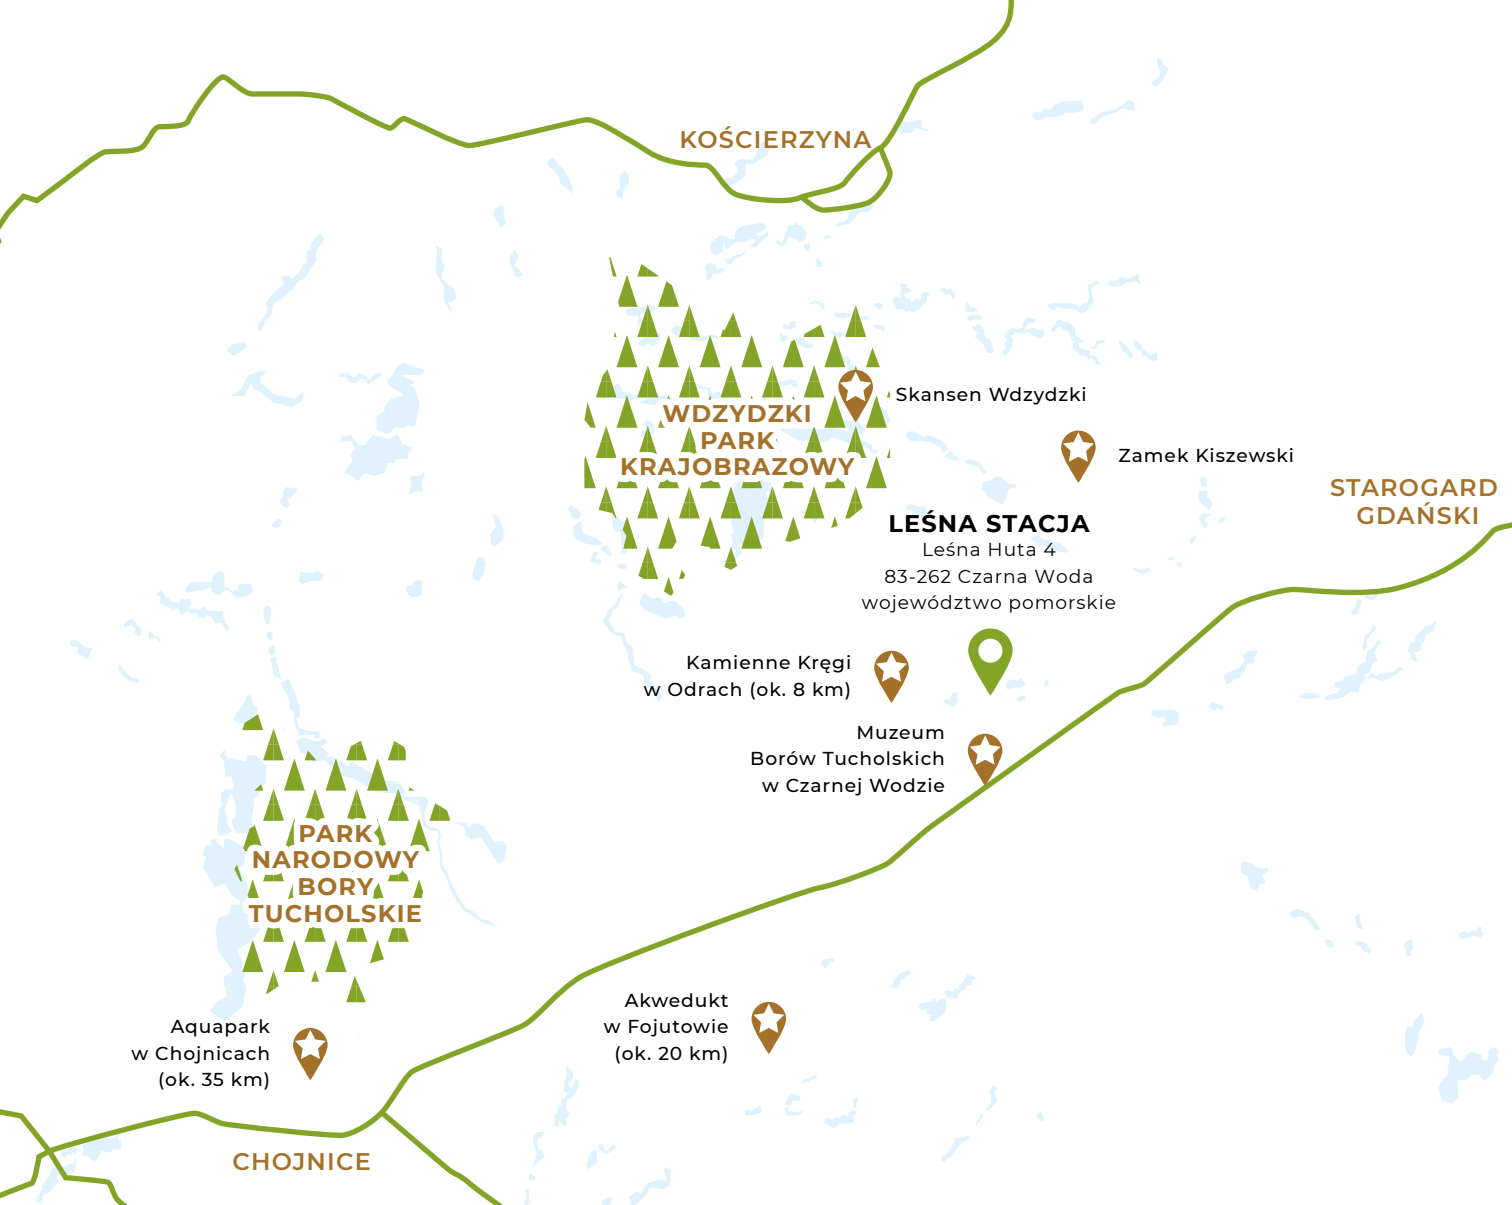 KOŚCIERZYNA
Skansen Wdzydzki
WDZYDZKI
PARK
KRAJOBRAZOWY
Zamek Kiszewski
STAROGARD
GDAŃSKI
LEŚNA STACJA
Leśna Huta 4
83-262 Czarna Woda
województwo pomorskie
Kamienne Kręgi
w Odrach (ok. 8 km)
Muzeum
Borów Tucholskich
w Czarnej Wodzie
PARK
NARODOWY
BORY
TUCHOLSKIE
Akwedukt
w Fojutowie
(ok. 20 km)
Aquapark
w Chojnicach
(ok. 35 km)
CHOJNICE